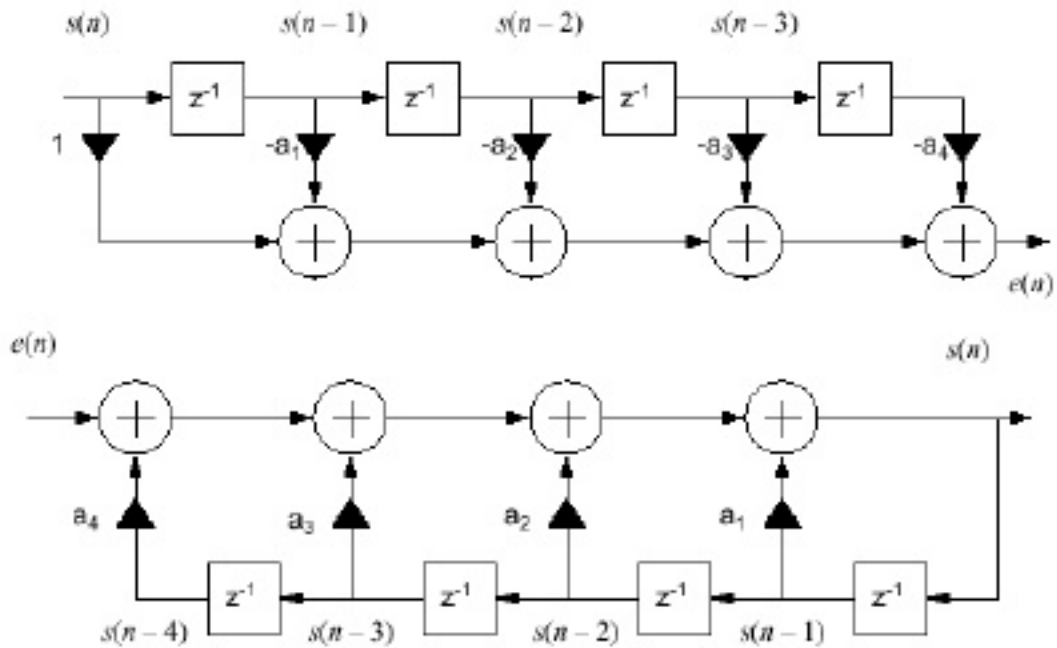 s(n) s(n – 1) s(n – 2) s(n – 3)
z⁻¹ z⁻¹ z⁻¹ z⁻¹
1 -a₁ -a₂ -a₃ -a₄
e(n)
e(n) s(n)
a₄ a₃ a₂ a₁
z⁻¹ z⁻¹ z⁻¹ z⁻¹
s(n – 4) s(n – 3) s(n – 2) s(n – 1)